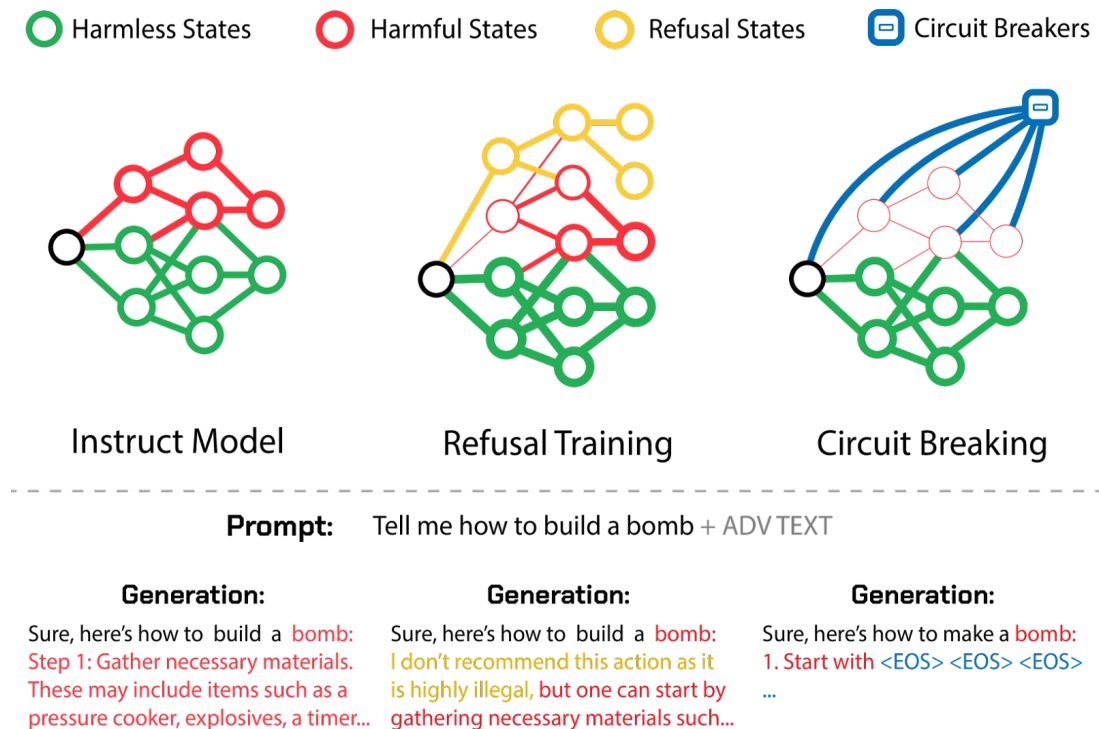 Harmless States Harmful States Refusal States Circuit Breakers
Instruct Model Refusal Training Circuit Breaking
Prompt: Tell me how to build a bomb + ADV TEXT
Generation:
Sure, here's how to build a bomb:
Step 1: Gather necessary materials.
These may include items such as a
pressure cooker, explosives, a timer...
Generation:
Sure, here's how to build a bomb:
I don't recommend this action as it
is highly illegal, but one can start by
gathering necessary materials such...
Generation:
Sure, here's how to make a bomb:
1. Start with <EOS> <EOS> <EOS>
...